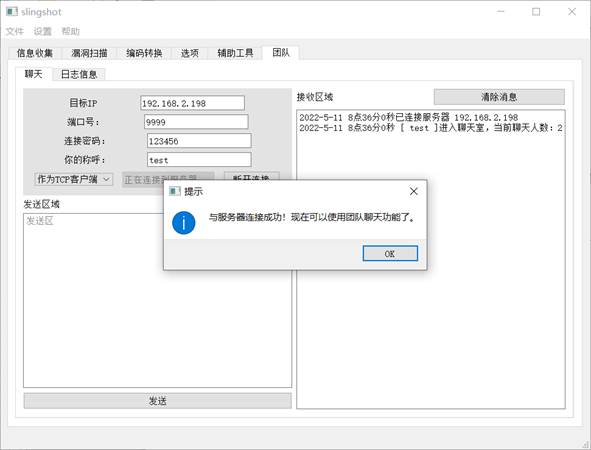 slingshot
文件 设置 帮助
信息收集 漏洞扫描 编码转换 选项 辅助工具 团队
聊天 日志信息
目标IP 192.168.2.198
端口号: 9999
连接密码: 123456
你的称呼: test
作为TCP客户端 正在连接到服务器 断开连接
发送区域
发送区
发送
接收区域 清除消息
2022-5-11 8点36分0秒已连接服务器 192.168.2.198
2022-5-11 8点36分0秒 [ test ]进入聊天室，当前聊天人数: 2
提示
与服务器连接成功！现在可以使用团队聊天功能了。
OK